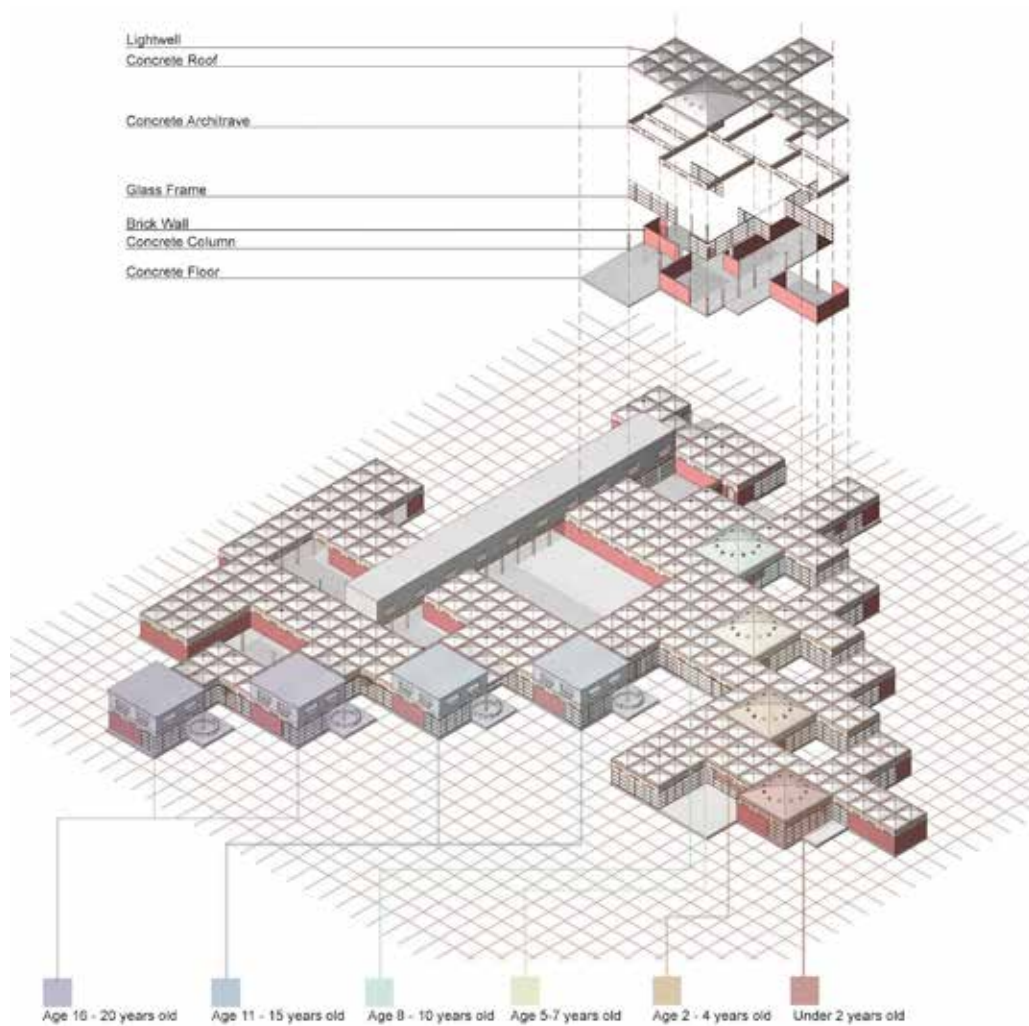 Lightwell
Concrete Roof
Concrete Architrave
Glass Frame
Brick Wall
Concrete Column
Concrete Floor
Age 16 - 20 years old
Age 11 - 15 years old
Age 8 - 10 years old
Age 5-7 years old
Age 2 - 4 years old
Under 2 years old